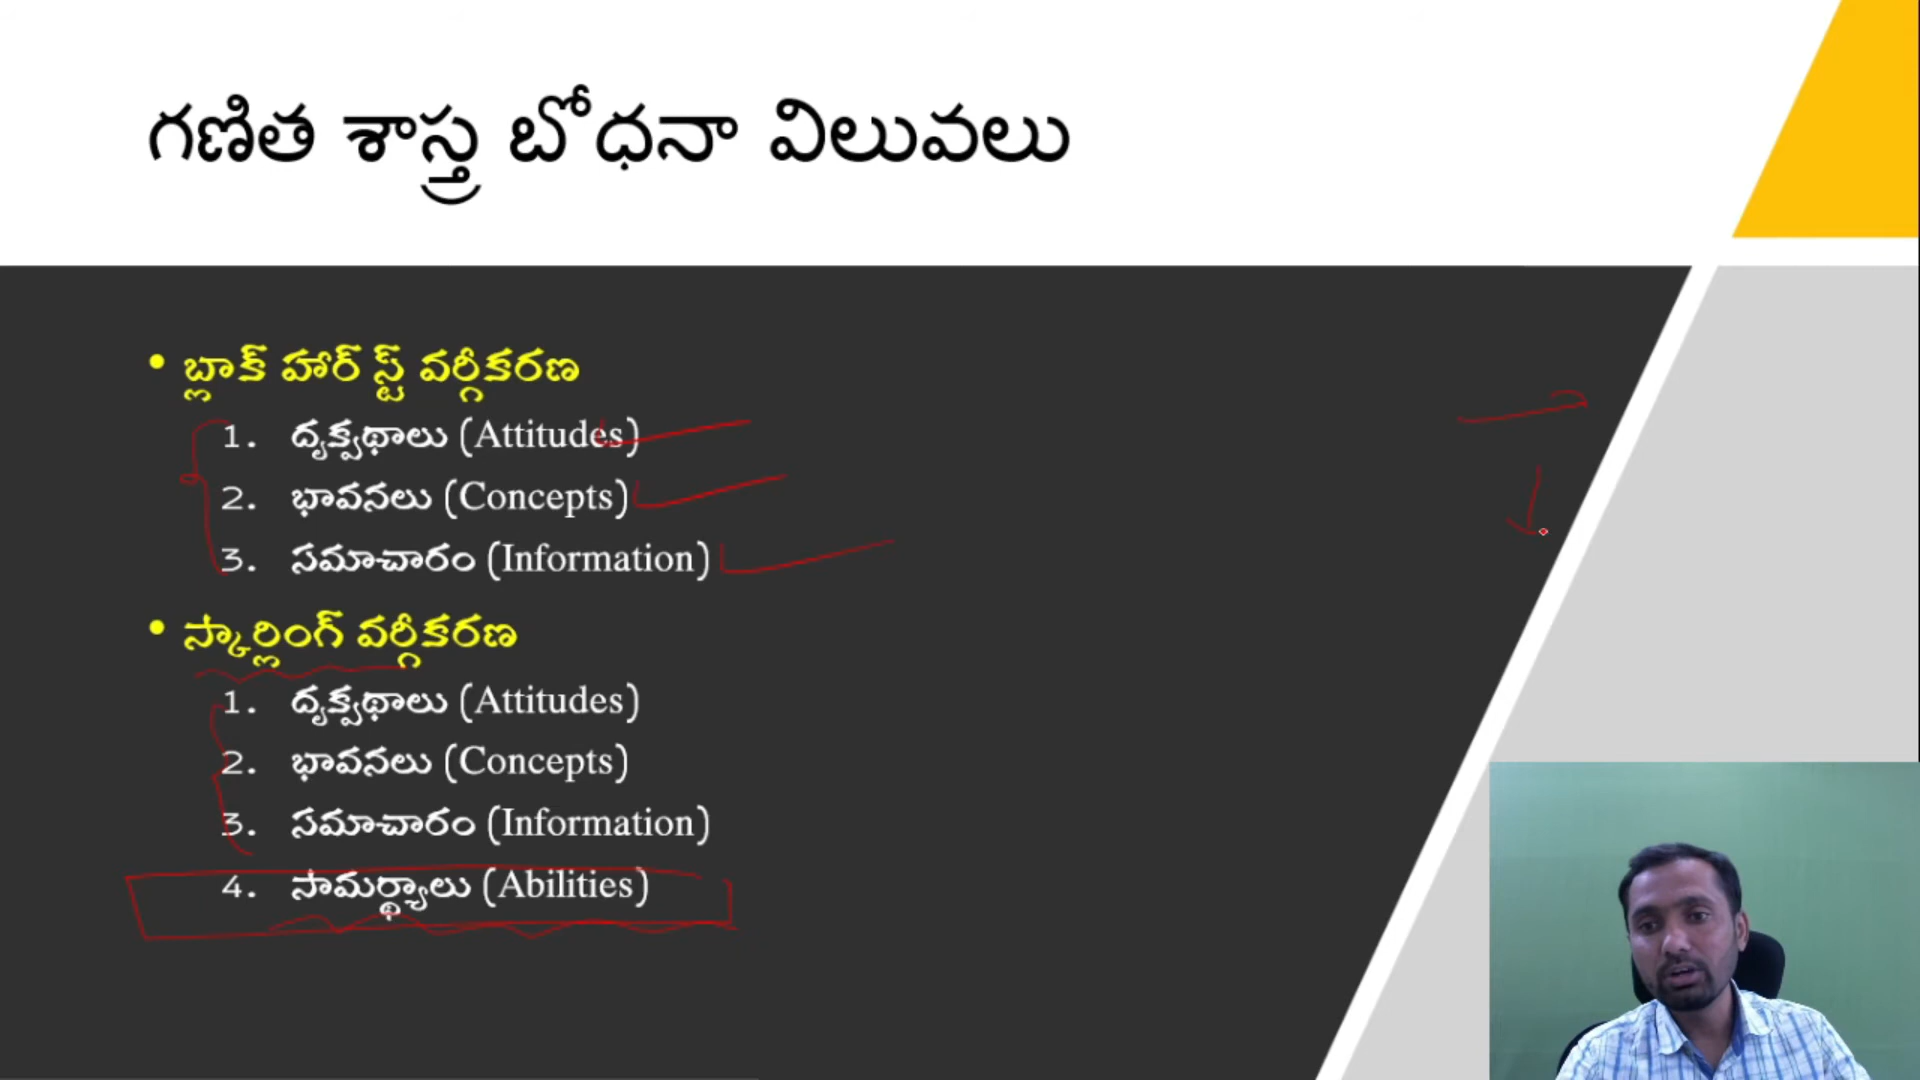 గణిత శాస్త్ర బోధనా విలువలు
• బ్లాక్ హార్ స్ట్ వర్గీకరణ
1. దృక్పథాలు (Attitudes)
2. భావనలు (Concepts)
3. సమాచారం (Information)
• స్కార్లింగ్ వర్గీకరణ
1. దృక్పథాలు (Attitudes)
2. భావనలు (Concepts)
3. సమాచారం (Information)
4. సామర్థ్యాలు (Abilities)